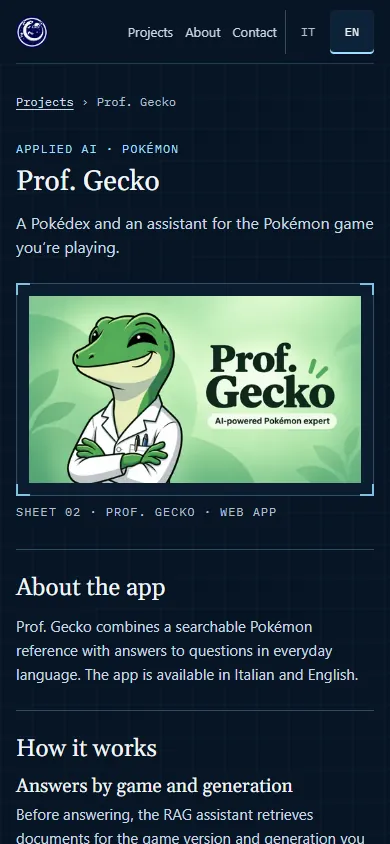 Projects About Contact IT EN
Projects › Prof. Gecko
APPLIED AI · POKÉMON
Prof. Gecko
A Pokédex and an assistant for the Pokémon game
you’re playing.
Prof.
Gecko
AI-powered Pokémon expert
SHEET 02 · PROF. GECKO · WEB APP
About the app
Prof. Gecko combines a searchable Pokémon
reference with answers to questions in everyday
language. The app is available in Italian and English.
How it works
Answers by game and generation
Before answering, the RAG assistant retrieves
documents for the game version and generation you